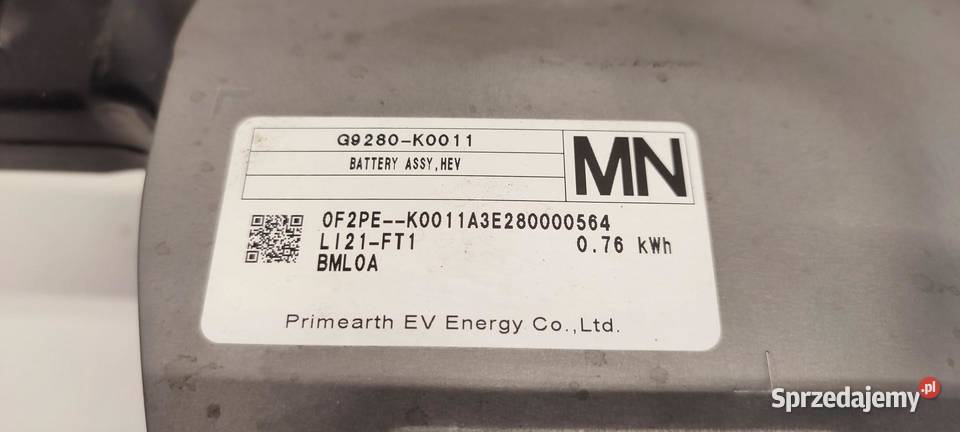 G9280-K0011
BATTERY ASSY,HEV
MN
0F2PE--K0011A3E280000564
LI21-FT1 0.76 kWh
BML0A
Primearth EV Energy Co.,Ltd.
Sprzedajemy.pl